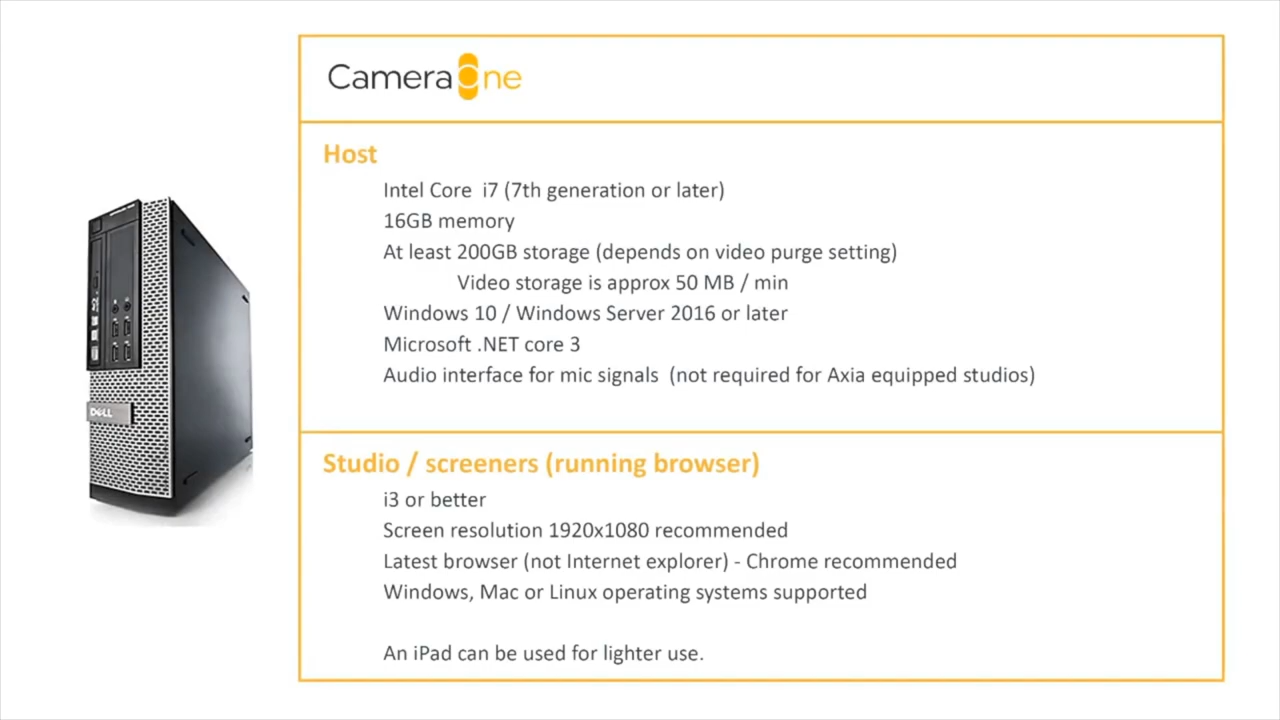 DELL
CameraOne
Host
Intel Core i7 (7th generation or later)
16GB memory
At least 200GB storage (depends on video purge setting)
Video storage is approx 50 MB / min
Windows 10 / Windows Server 2016 or later
Microsoft .NET core 3
Audio interface for mic signals (not required for Axia equipped studios)
Studio / screeners (running browser)
i3 or better
Screen resolution 1920x1080 recommended
Latest browser (not Internet explorer) - Chrome recommended
Windows, Mac or Linux operating systems supported
An iPad can be used for lighter use.